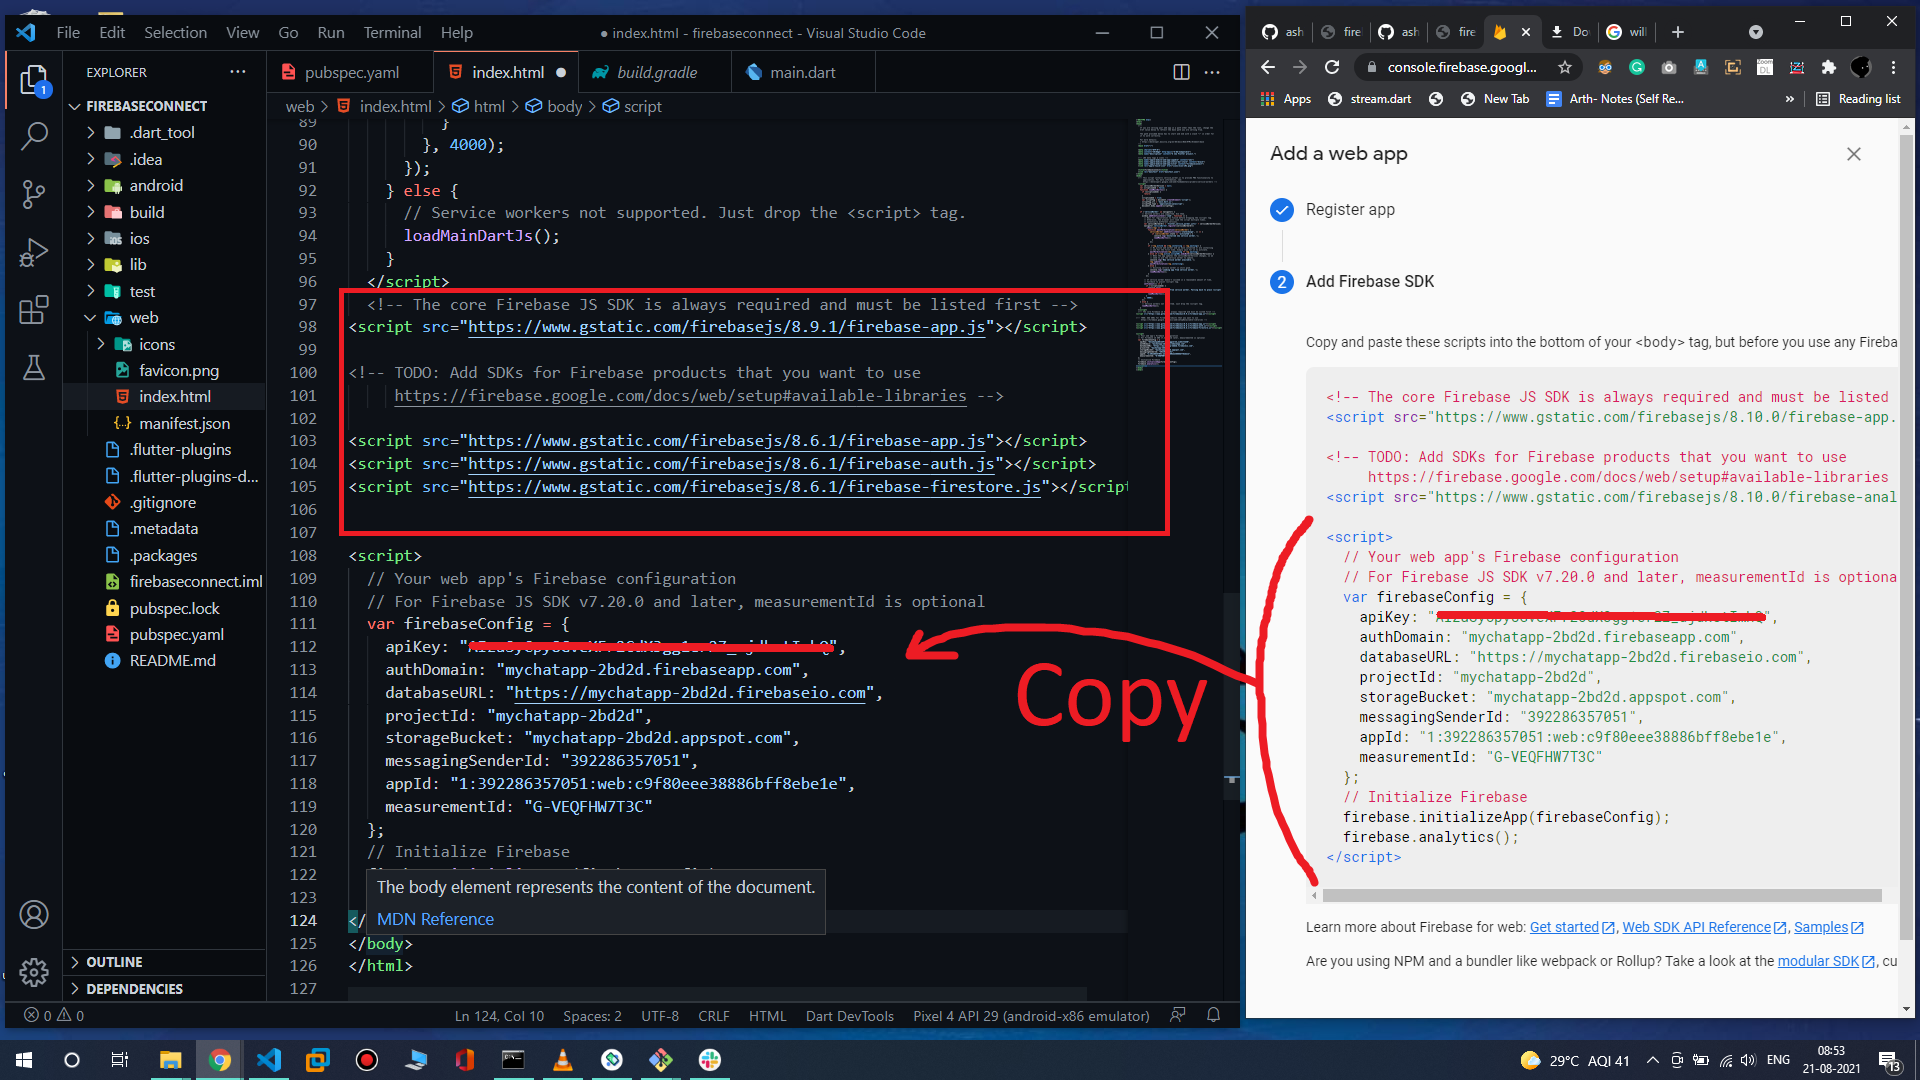 File Edit Selection View Go Run Terminal Help
● index.html - firebaseconnect - Visual Studio Code
EXPLORER
FIREBASECONNECT
.dart_tool
.idea
android
build
ios
lib
test
web
icons
favicon.png
index.html
manifest.json
.flutter-plugins
.flutter-plugins-d...
.gitignore
.metadata
.packages
firebaseconnect.iml
pubspec.lock
pubspec.yaml
README.md
OUTLINE
DEPENDENCIES
pubspec.yaml index.html build.gradle main.dart
web > index.html > html > body > script
89 }
90 }, 4000);
91 });
92 } else {
93 // Service workers not supported. Just drop the <script> tag.
94 loadMainDartJs();
95 }
96 </script>
97 <!-- The core Firebase JS SDK is always required and must be listed first -->
98 <script src="https://www.gstatic.com/firebasejs/8.9.1/firebase-app.js"></script>
99
100 <!-- TODO: Add SDKs for Firebase products that you want to use
101 https://firebase.google.com/docs/web/setup#available-libraries -->
102
103 <script src="https://www.gstatic.com/firebasejs/8.6.1/firebase-app.js"></script>
104 <script src="https://www.gstatic.com/firebasejs/8.6.1/firebase-auth.js"></script>
105 <script src="https://www.gstatic.com/firebasejs/8.6.1/firebase-firestore.js"></script
106
107
108 <script>
109 // Your web app's Firebase configuration
110 // For Firebase JS SDK v7.20.0 and later, measurementId is optional
111 var firebaseConfig = {
112 apiKey: "",
113 authDomain: "mychatapp-2bd2d.firebaseapp.com",
114 databaseURL: "https://mychatapp-2bd2d.firebaseio.com",
115 projectId: "mychatapp-2bd2d",
116 storageBucket: "mychatapp-2bd2d.appspot.com",
117 messagingSenderId: "392286357051",
118 appId: "1:392286357051:web:c9f80eee38886bff8ebe1e",
119 measurementId: "G-VEQFHW7T3C"
120 };
121 // Initialize Firebase
122
The body element represents the content of the document.
123
MDN Reference
124 </
125 </body>
126 </html>
127
Copy
0 0 Ln 124, Col 10 Spaces: 2 UTF-8 CRLF HTML Dart DevTools Pixel 4 API 29 (android-x86 emulator)
ash fire ash fire Do will
console.firebase.googl...
Apps stream.dart New Tab Arth- Notes (Self Re... » Reading list
Add a web app
Register app
2 Add Firebase SDK
Copy and paste these scripts into the bottom of your <body> tag, but before you use any Fireba
<!-- The core Firebase JS SDK is always required and must be listed
<script src="https://www.gstatic.com/firebasejs/8.10.0/firebase-app.
<!-- TODO: Add SDKs for Firebase products that you want to use
https://firebase.google.com/docs/web/setup#available-libraries
<script src="https://www.gstatic.com/firebasejs/8.10.0/firebase-anal
<script>
// Your web app's Firebase configuration
// For Firebase JS SDK v7.20.0 and later, measurementId is optiona
var firebaseConfig = {
apiKey: "",
authDomain: "mychatapp-2bd2d.firebaseapp.com",
databaseURL: "https://mychatapp-2bd2d.firebaseio.com",
projectId: "mychatapp-2bd2d",
storageBucket: "mychatapp-2bd2d.appspot.com",
messagingSenderId: "392286357051",
appId: "1:392286357051:web:c9f80eee38886bff8ebe1e",
measurementId: "G-VEQFHW7T3C"
};
// Initialize Firebase
firebase.initializeApp(firebaseConfig);
firebase.analytics();
</script>
Learn more about Firebase for web: Get started, Web SDK API Reference, Samples
Are you using NPM and a bundler like webpack or Rollup? Take a look at the modular SDK, cu
29°C AQI 41 ENG 08:53
21-08-2021
13